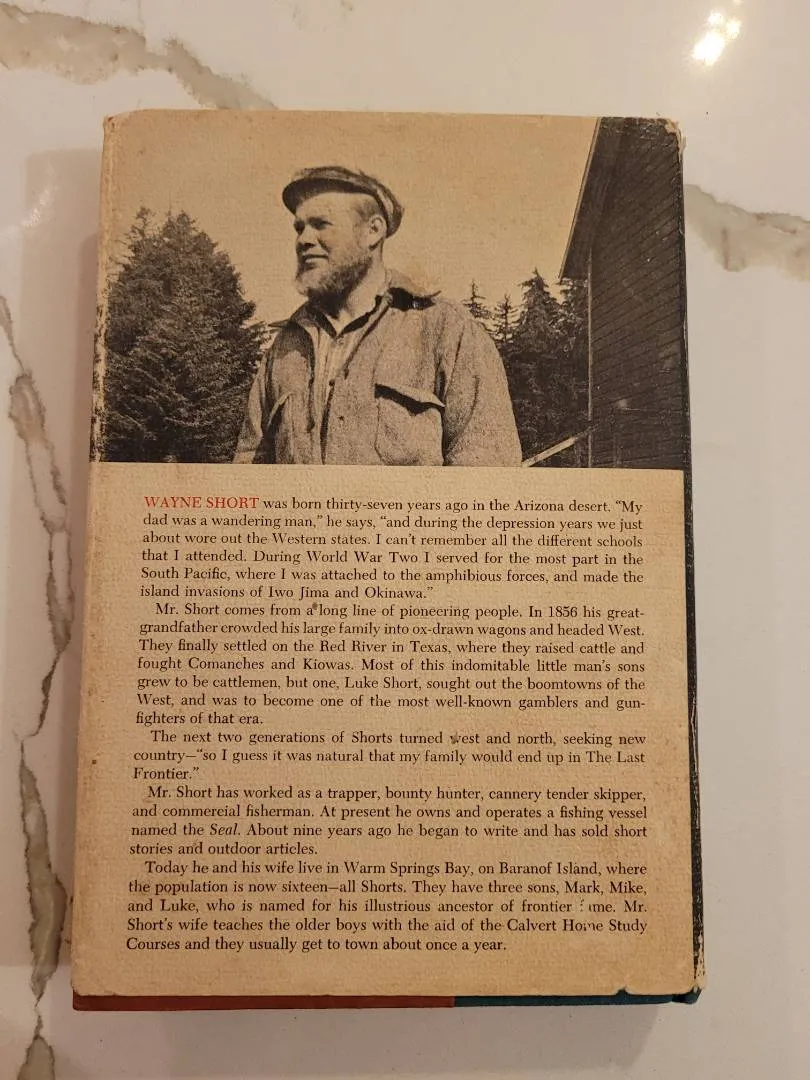 WAYNE SHORT was born thirty-seven years ago in the Arizona desert. "My
dad was a wandering man," he says, "and during the depression years we just
about wore out the Western states. I can't remember all the different schools
that I attended. During World War Two I served for the most part in the
South Pacific, where I was attached to the amphibious forces, and made the
island invasions of Iwo Jima and Okinawa."
Mr. Short comes from a long line of pioneering people. In 1856 his great-
grandfather crowded his large family into ox-drawn wagons and headed West.
They finally settled on the Red River in Texas, where they raised cattle and
fought Comanches and Kiowas. Most of this indomitable little man's sons
grew to be cattlemen, but one, Luke Short, sought out the boomtowns of the
West, and was to become one of the most well-known gamblers and gun-
fighters of that era.
The next two generations of Shorts turned west and north, seeking new
country—"so I guess it was natural that my family would end up in The Last
Frontier."
Mr. Short has worked as a trapper, bounty hunter, cannery tender skipper,
and commercial fisherman. At present he owns and operates a fishing vessel
named the Seal. About nine years ago he began to write and has sold short
stories and outdoor articles.
Today he and his wife live in Warm Springs Bay, on Baranof Island, where
the population is now sixteen—all Shorts. They have three sons, Mark, Mike,
and Luke, who is named for his illustrious ancestor of frontier time. Mr.
Short's wife teaches the older boys with the aid of the Calvert Home Study
Courses and they usually get to town about once a year.